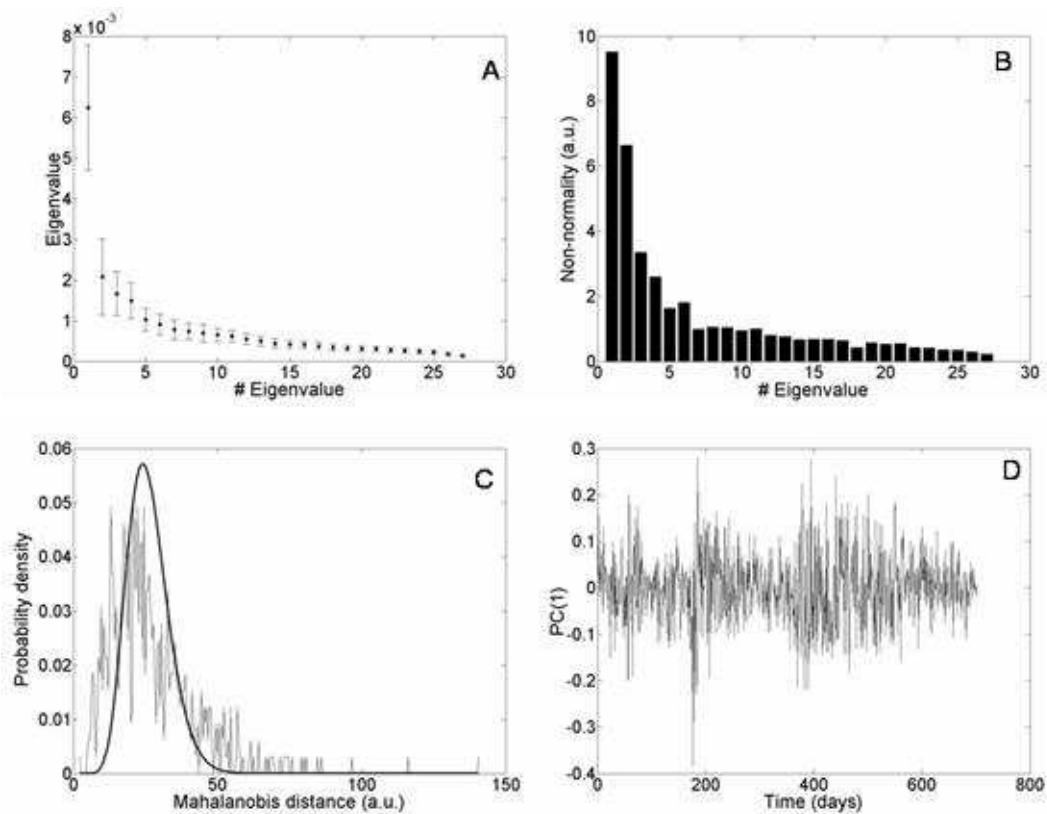 × 10⁻³
8
7
6
5
4
3
2
1
0
0 5 10 15 20 25 30
Eigenvalue
# Eigenvalue
A
10
8
6
4
2
0
0 5 10 15 20 25 30
Non-normality (a.u.)
# Eigenvalue
B
0.06
0.05
0.04
0.03
0.02
0.01
0
0 50 100 150
Probability density
Mahalanobis distance (a.u.)
C
0.3
0.2
0.1
0
-0.1
-0.2
-0.3
-0.4
0 200 400 600 800
PC(1)
Time (days)
D